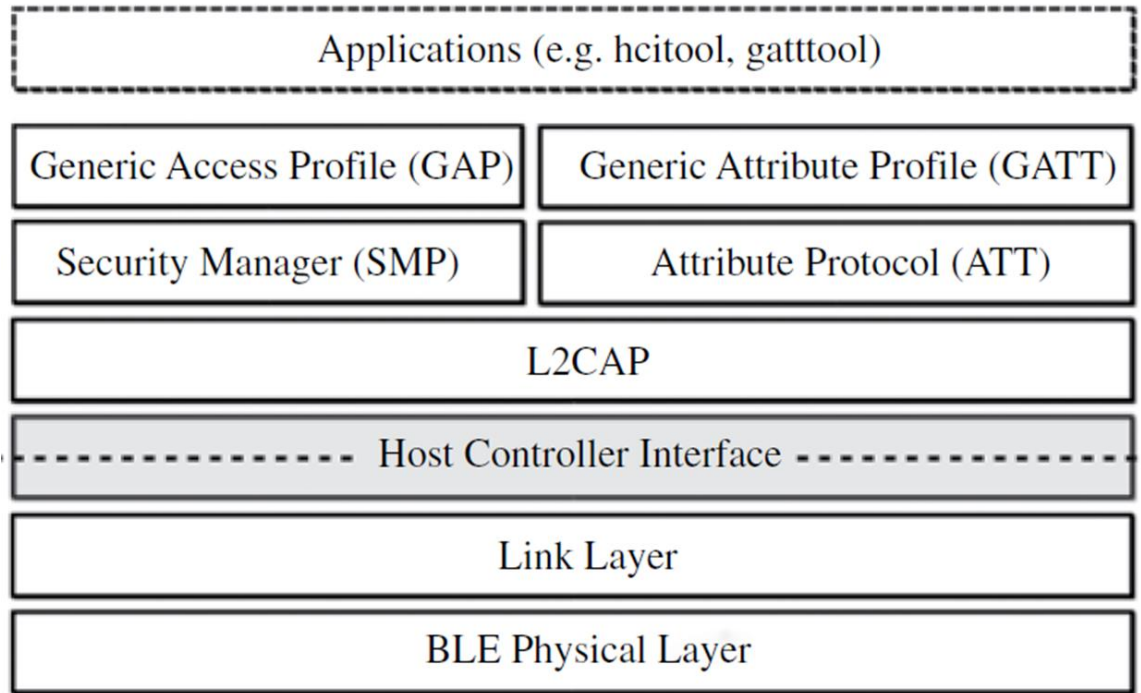 Applications (e.g. hcitool, gatttool)
Generic Access Profile (GAP)
Generic Attribute Profile (GATT)
Security Manager (SMP)
Attribute Protocol (ATT)
L2CAP
Host Controller Interface
Link Layer
BLE Physical Layer